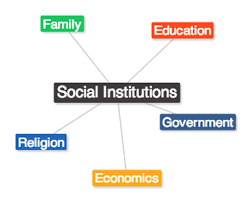 Family
Education
Social Institutions
Government
Religion
Economics